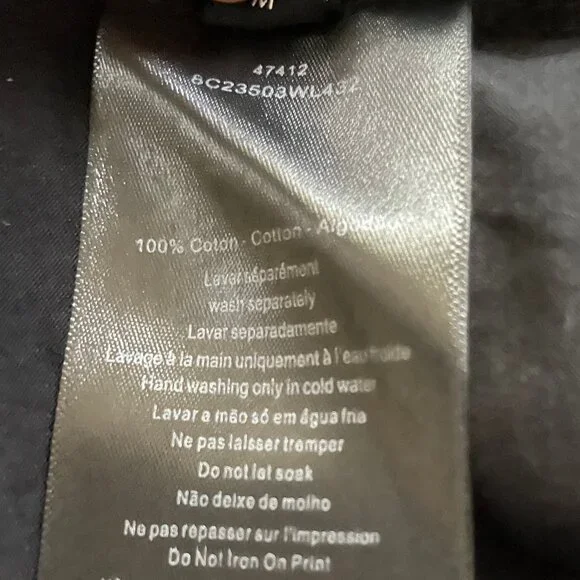 M
47412
8C23503WL432
100% Coton - Cotton - Algodão
Laver séparément
wash separately
Lavar separadamente
Lavage à la main uniquement à l'eau froide
Hand washing only in cold water
Lavar a mão só em água fria
Ne pas laisser tremper
Do not let soak
Não deixe de molho
Ne pas repasser sur l'impression
Do Not Iron On Print